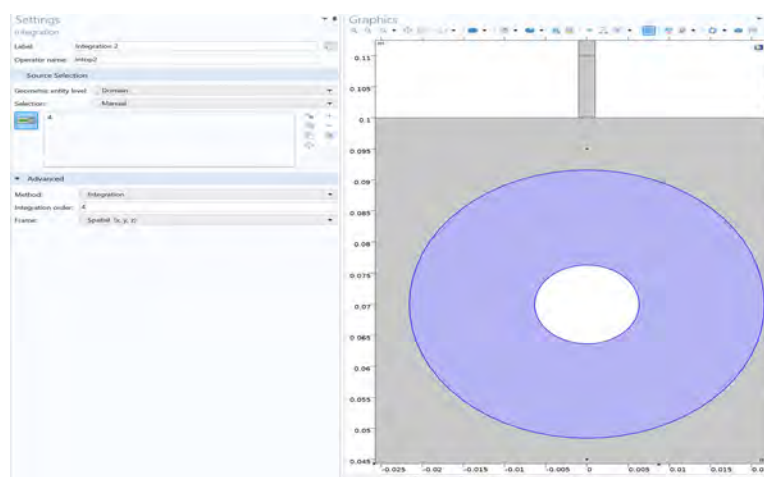 Settings
Integration
Label: Integration 2
Operator name: intop2
Source Selection
Geometric entity level: Domain
Selection: Manual
4
Advanced
Method: Integration
Integration order: 4
Frame: Spatial (x, y, z)
Graphics
m
0.11
0.105
0.1
0.095
0.09
0.085
0.08
0.075
0.07
0.065
0.06
0.055
0.05
0.045
-0.025 -0.02 -0.015 -0.01 -0.005 0 0.005 0.01 0.015